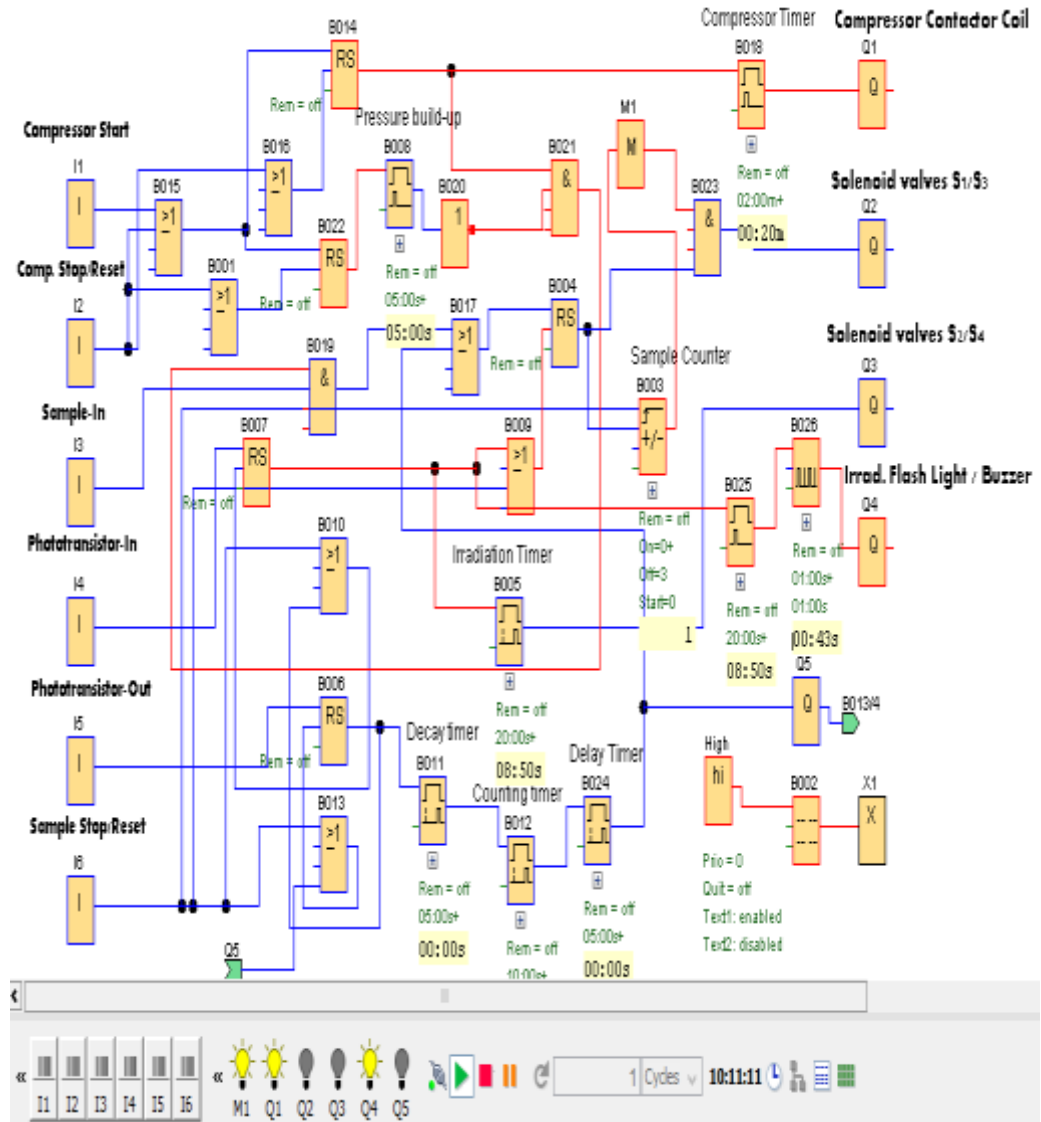 Compressor Timer
Compressor Contactor Coil
B014
RS
Rem = off
B018
Q1
Q
Pressure build-up
M1
M
Compressor Start
I1
I
B016
>1
B008
B021
&
Rem = off
02:00m+
00:20m
B015
>1
B020
1
B023
&
Solenoid valves S1/S3
Q2
Q
B022
RS
Comp. Stop/Reset
B001
>1
Rem = off
Rem = off
05:00s+
05:00s
B004
RS
Rem = off
I2
I
B017
>1
Solenoid valves S2/S4
B019
&
Sample Counter
Q3
Q
Sample-In
B003
+/-
I3
I
B007
RS
Rem = off
B009
>1
B026
Irrad. Flash Light / Buzzer
B025
Q4
Q
Rem = off
On=0+
Off=3
Start=0
1
Phototransistor-In
B010
>1
Rem = off
01:00s+
01:00s
00:43s
Irradiation Timer
I4
I
B005
Rem = off
20:00s+
08:50s
Phototransistor-Out
B006
RS
Rem = off
Q5
Q
B013/4
I5
I
Rem = off
20:00s+
08:50s
Decay timer
Delay Timer
High
hi
B011
Counting timer
B024
B002
X1
X
Sample Stop/Reset
B013
>1
B012
I6
I
Prio = 0
Quit = off
Text1: enabled
Text2: disabled
Rem = off
05:00s+
00:00s
Rem = off
05:00s+
00:00s
Rem = off
10:00s+
Q5
1 Cycles
10:11:11
I1 I2 I3 I4 I5 I6
M1 Q1 Q2 Q3 Q4 Q5